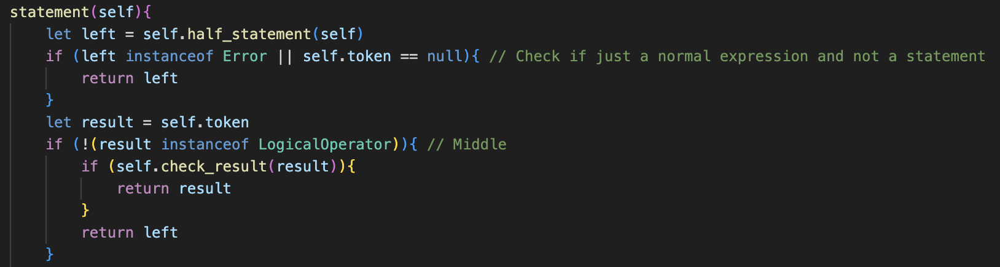 statement(self){
    let left = self.half_statement(self)
    if (left instanceof Error || self.token == null){ // Check if just a normal expression and not a statement
        return left
    }
    let result = self.token
    if (!(result instanceof LogicalOperator)){ // Middle
        if (self.check_result(result)){
            return result
        }
        return left
    }